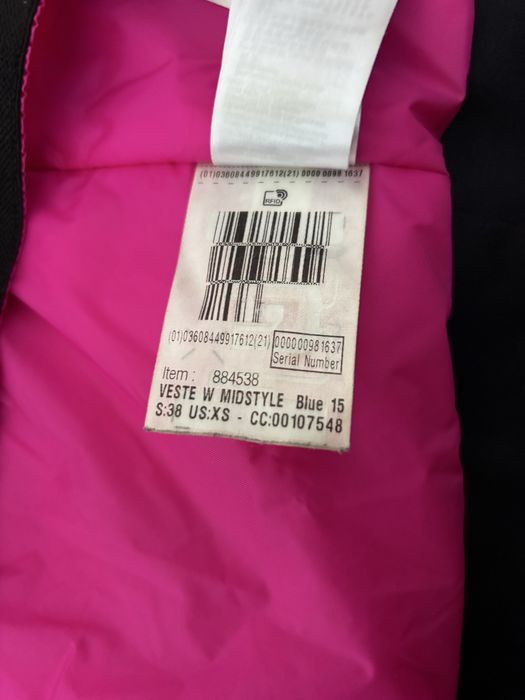 (01)03608449917612(21) 0000 0098 1637
RFID
(01)03608449917612(21) 000000981637
Serial Number
Item : 884538
VESTE W MIDSTYLE Blue 15
S:38 US:XS - CC:00107548